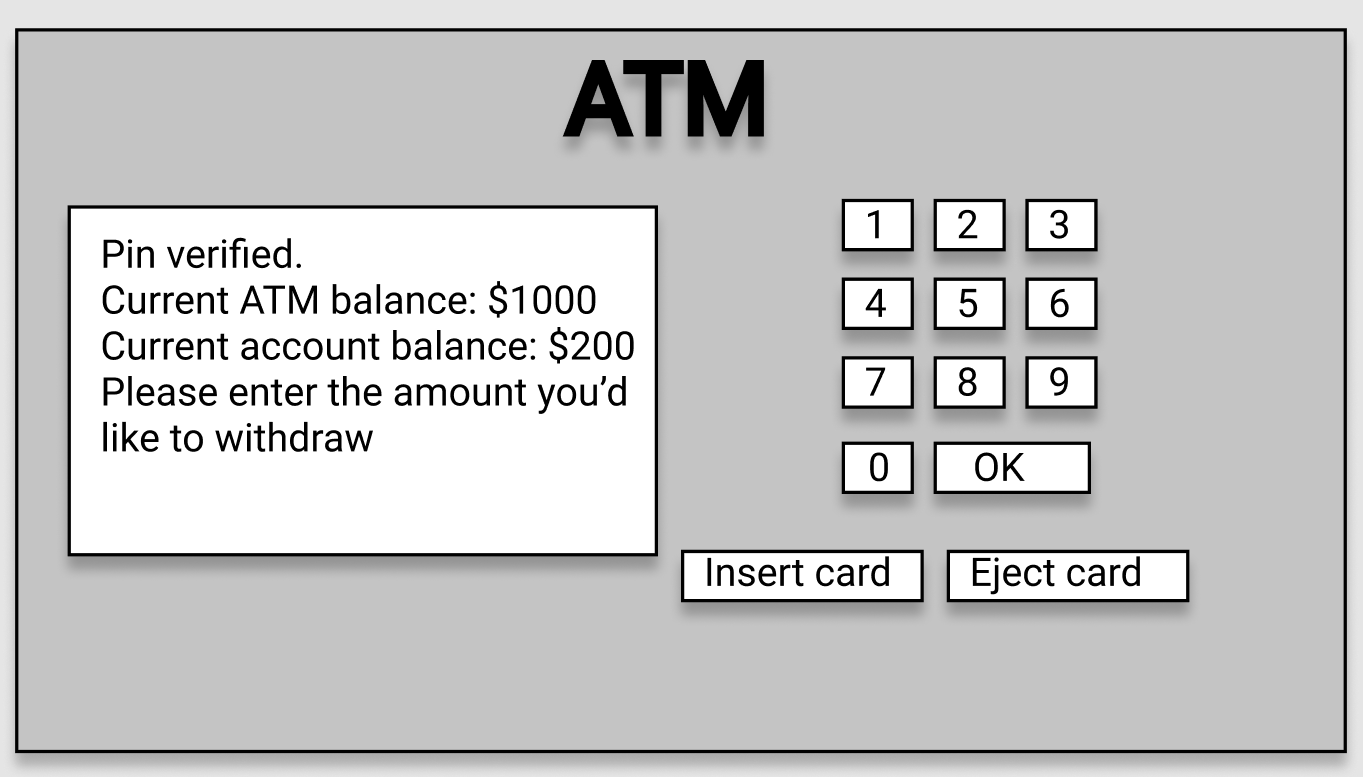 ATM
Pin verified.
Current ATM balance: $1000
Current account balance: $200
Please enter the amount you’d
like to withdraw
1 2 3
4 5 6
7 8 9
0 OK
Insert card Eject card